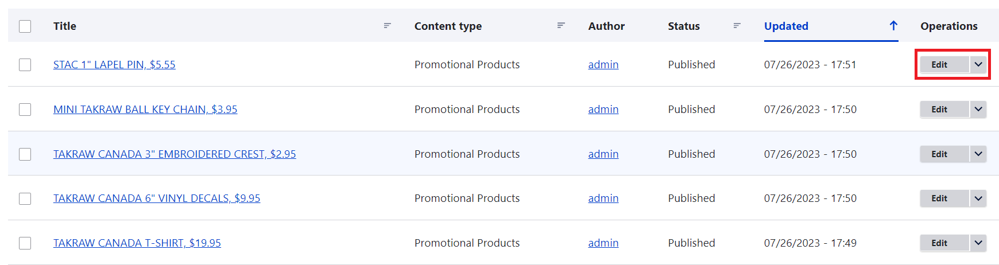 Title Content type Author Status Updated Operations
STAC 1" LAPEL PIN, $5.55 Promotional Products admin Published 07/26/2023 - 17:51 Edit
MINI TAKRAW BALL KEY CHAIN, $3.95 Promotional Products admin Published 07/26/2023 - 17:50 Edit
TAKRAW CANADA 3" EMBROIDERED CREST, $2.95 Promotional Products admin Published 07/26/2023 - 17:50 Edit
TAKRAW CANADA 6" VINYL DECALS, $9.95 Promotional Products admin Published 07/26/2023 - 17:50 Edit
TAKRAW CANADA T-SHIRT, $19.95 Promotional Products admin Published 07/26/2023 - 17:49 Edit